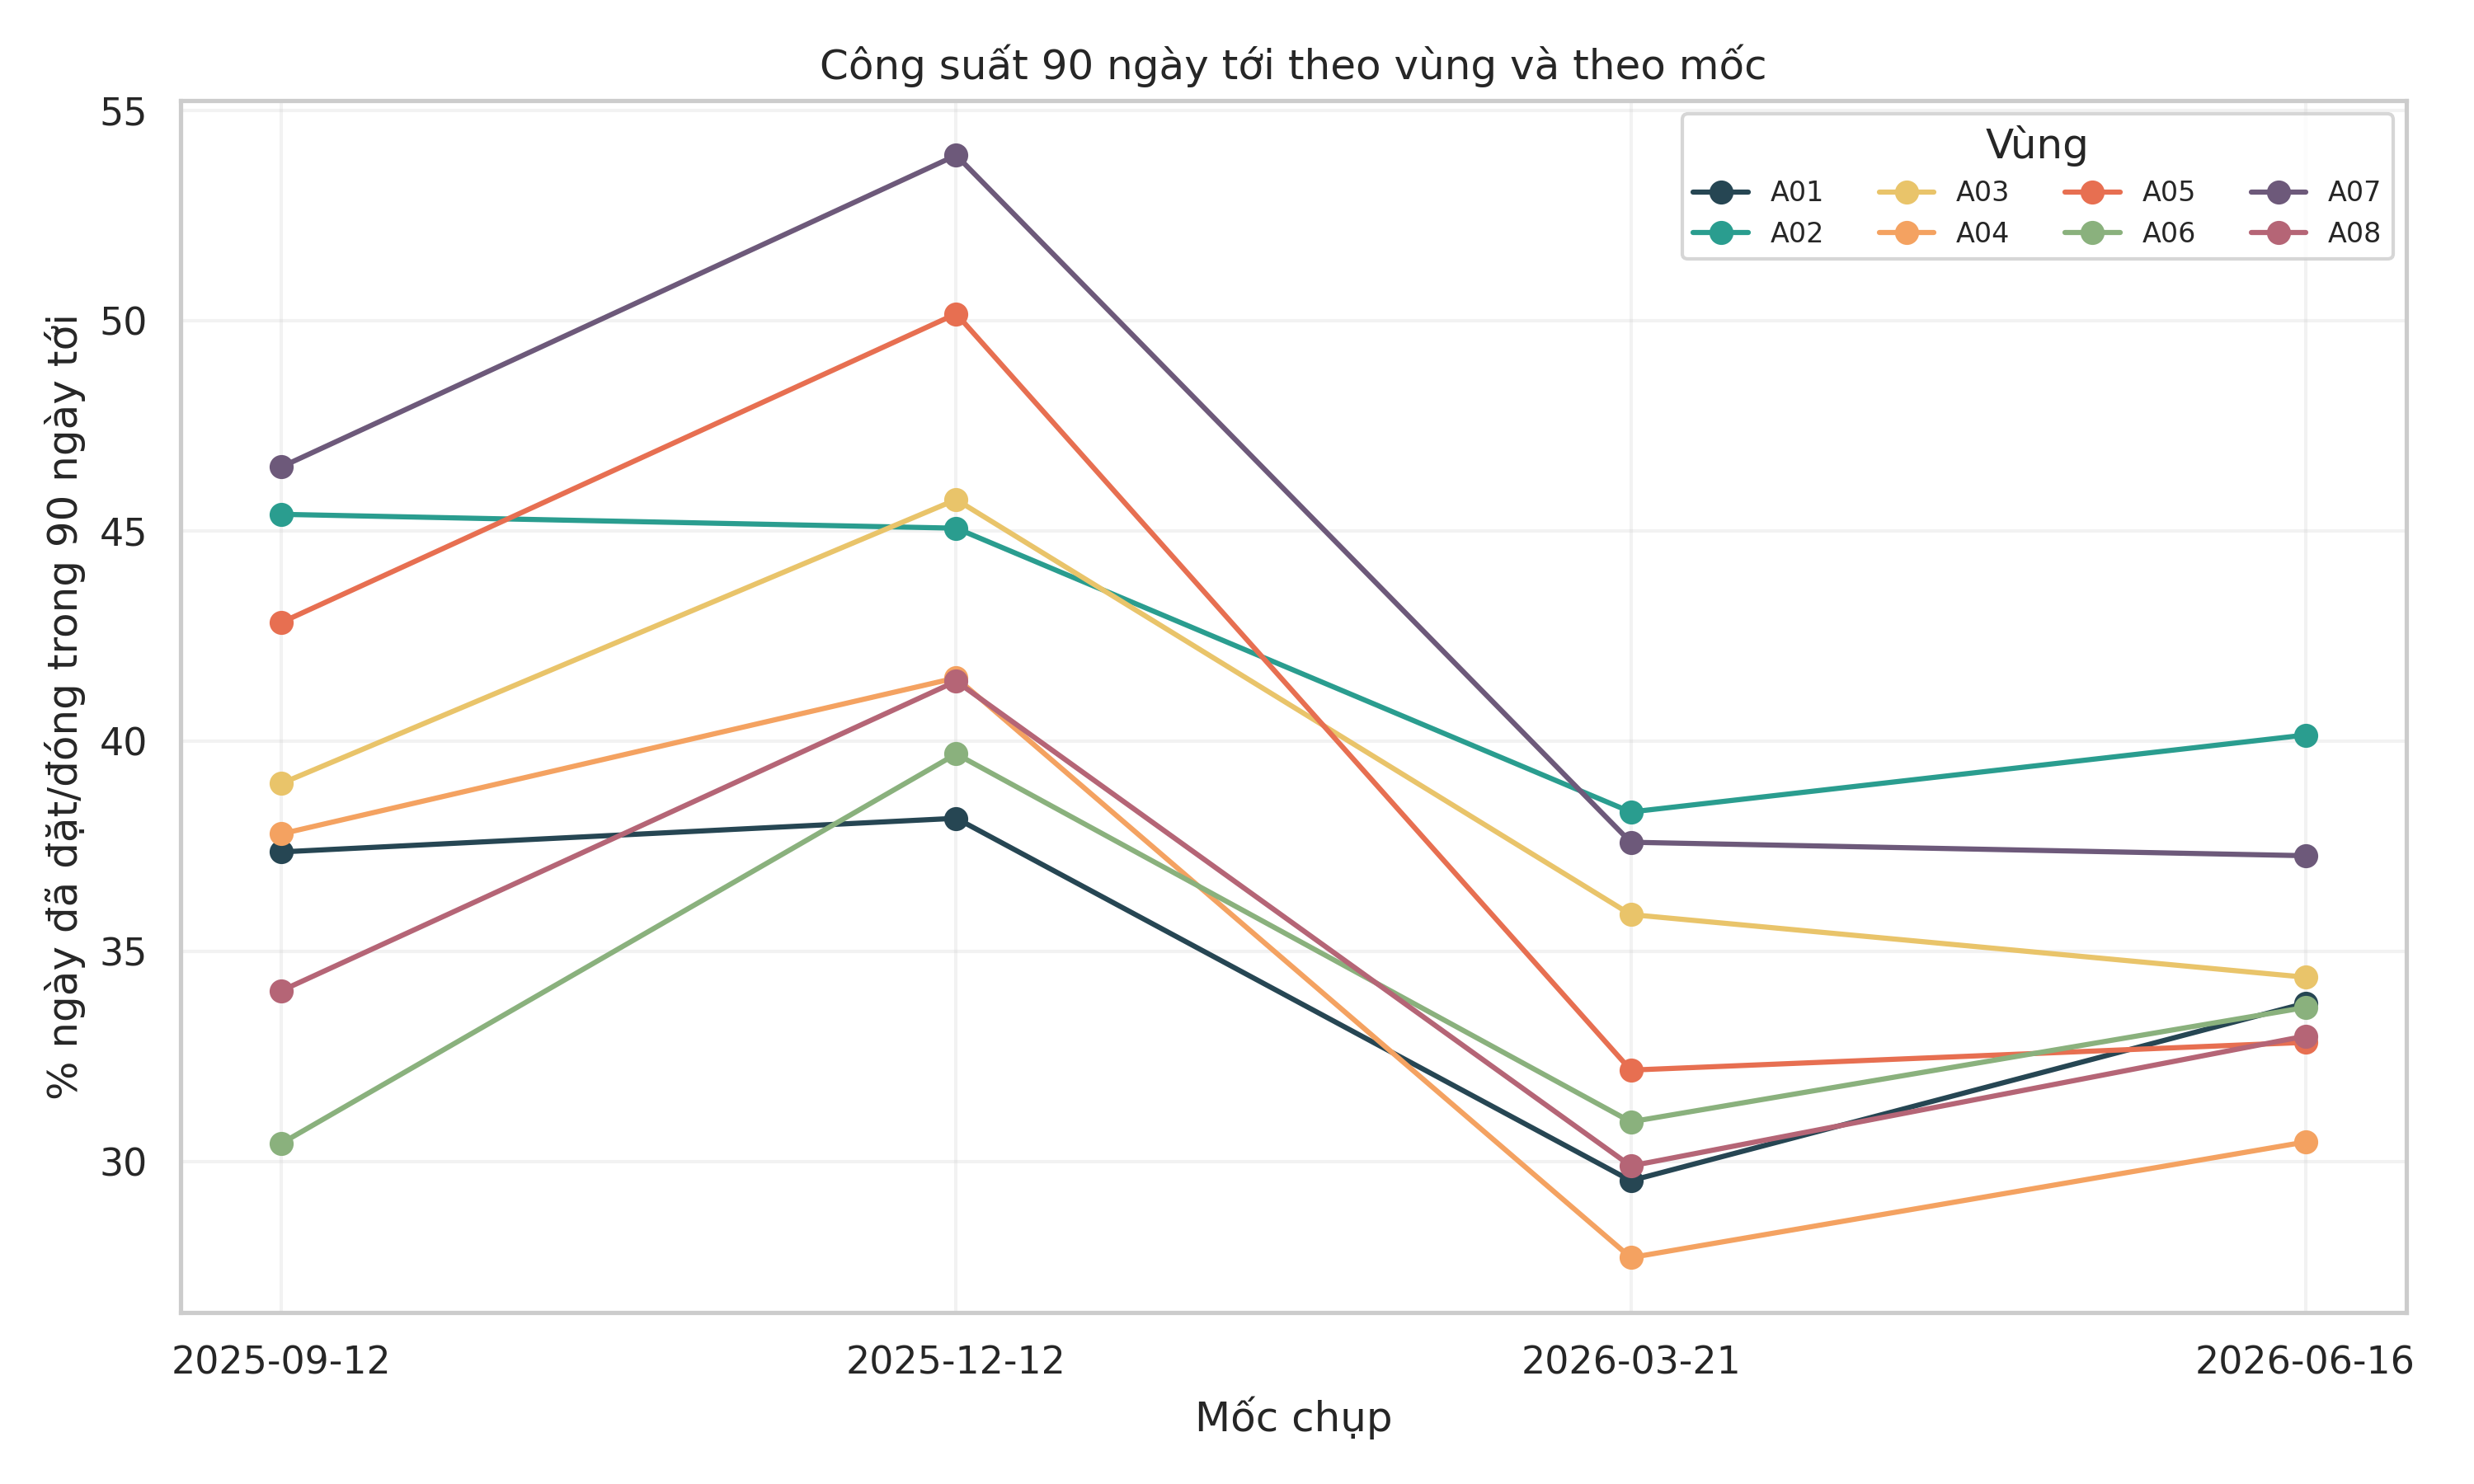 Công suất 90 ngày tới theo vùng và theo mốc
Vùng
A01 A03 A05 A07
A02 A04 A06 A08
% ngày đã đặt/đóng trong 90 ngày tới
55
50
45
40
35
30
2025-09-12 2025-12-12 2026-03-21 2026-06-16
Mốc chụp